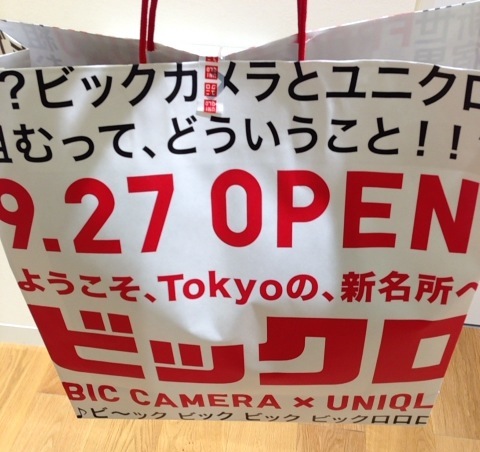 ？ビックカメラとユニクロ
組むって、どういうこと！！
9.27 OPEN
ようこそ、Tokyoの、新名所へ
ビックロ
BIC CAMERA × UNIQL
♪ビ〜ック ビック ビック ビックロロロ